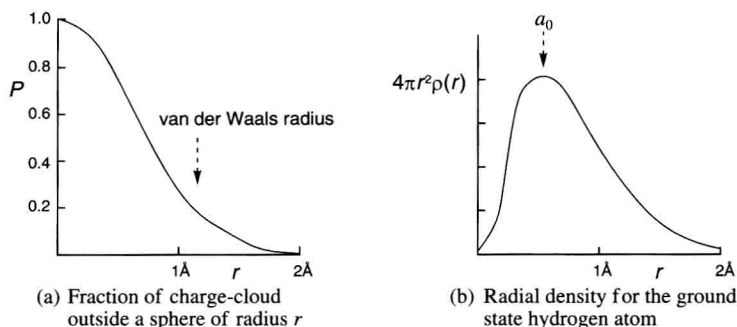 1.0
0.8
P
0.6
0.4
0.2
van der Waals radius
1Å
r
2Å
(a) Fraction of charge-cloud
outside a sphere of radius r
a₀
4πr²ρ(r)
1Å
r
2Å
(b) Radial density for the ground
state hydrogen atom